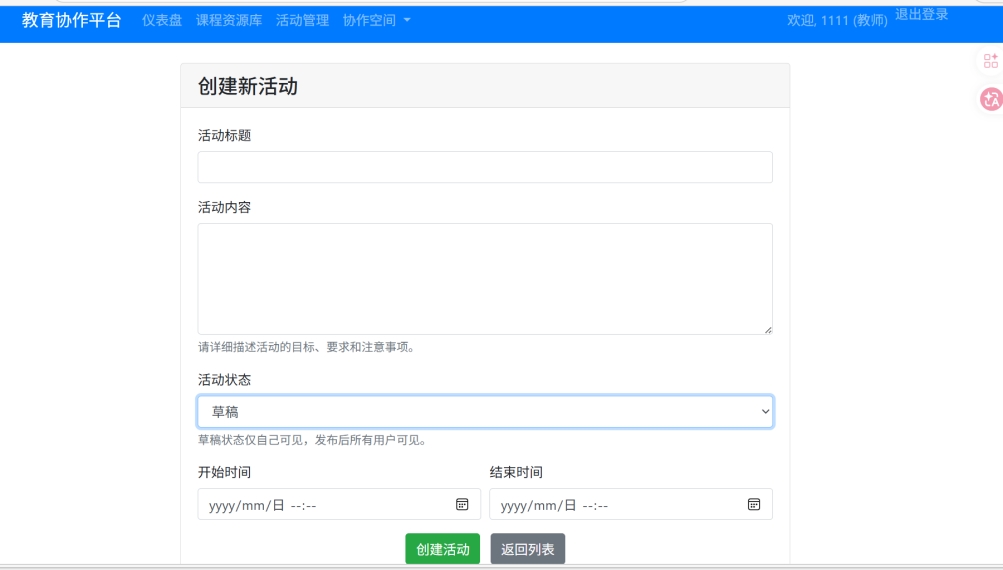 教育协作平台 仪表盘 课程资源库 活动管理 协作空间 欢迎, 1111 (教师) 退出登录
创建新活动
活动标题
活动内容
请详细描述活动的目标、要求和注意事项。
活动状态
草稿
草稿状态仅自己可见，发布后所有用户可见。
开始时间 结束时间
yyyy/mm/日 --:-- yyyy/mm/日 --:--
创建活动 返回列表